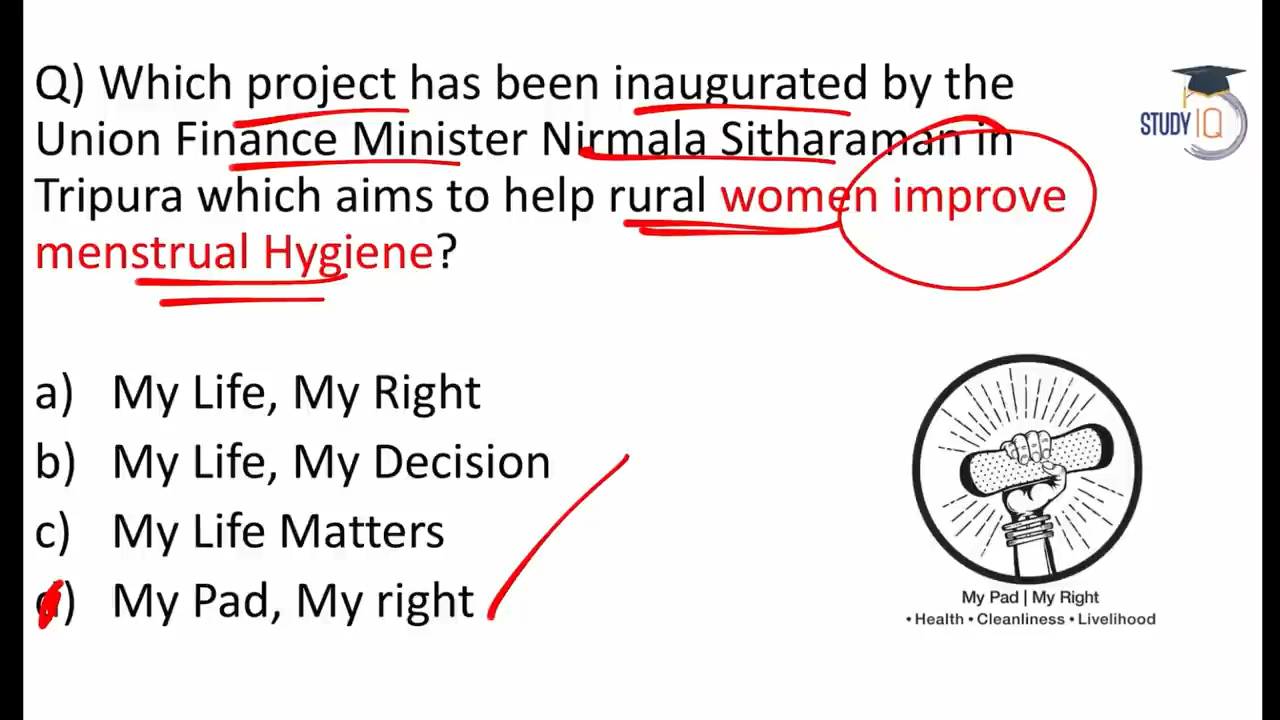 Q) Which project has been inaugurated by the
Union Finance Minister Nirmala Sitharaman in
Tripura which aims to help rural women improve
menstrual Hygiene?
STUDY IQ
a) My Life, My Right
b) My Life, My Decision
c) My Life Matters
d) My Pad, My right
My Pad | My Right
• Health • Cleanliness • Livelihood